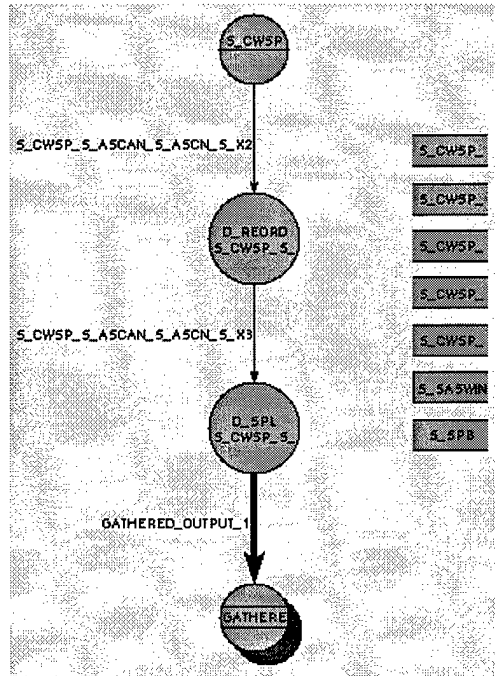 S_CWSP
S_CWSP_S_ASCAN_S_ASCN_S_X2
D_REORD
S_CWSP_S_
S_CWSP_S_ASCAN_S_ASCN_S_X3
D_SPL
S_CWSP_S_
GATHERED_OUTPUT_1
GATHERE
S_CWSP_
S_CWSP_
S_CWSP_
S_CWSP_
S_CWSP_
S_SASWIN
S_SPB